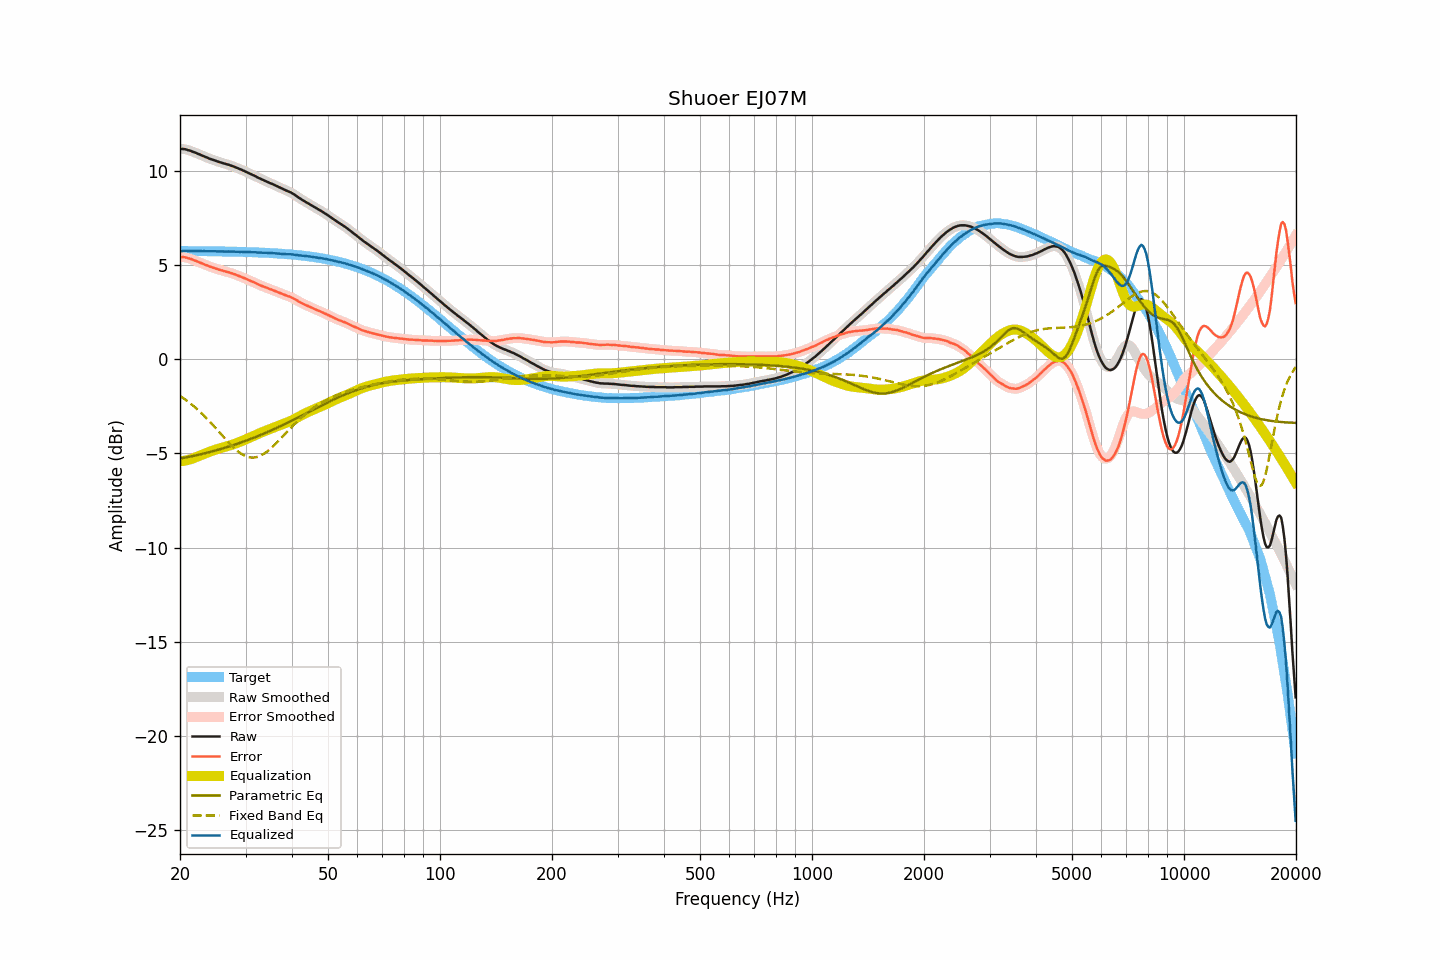 Shuoer EJ07M
10
5
0
−5
−10
−15
−20
−25
Amplitude (dBr)
Target
Raw Smoothed
Error Smoothed
Raw
Error
Equalization
Parametric Eq
Fixed Band Eq
Equalized
20 50 100 200 500 1000 2000 5000 10000 20000
Frequency (Hz)